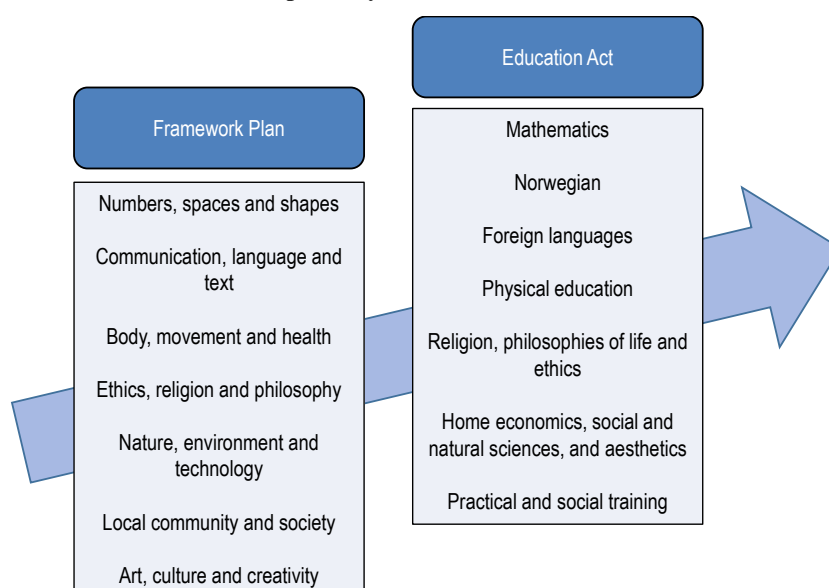 Framework Plan
Numbers, spaces and shapes
Communication, language and
text
Body, movement and health
Ethics, religion and philosophy
Nature, environment and
technology
Local community and society
Art, culture and creativity
Education Act
Mathematics
Norwegian
Foreign languages
Physical education
Religion, philosophies of life and
ethics
Home economics, social and
natural sciences, and aesthetics
Practical and social training